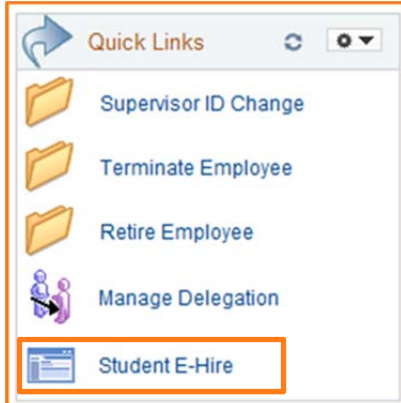 Quick Links
Supervisor ID Change
Terminate Employee
Retire Employee
Manage Delegation
Student E-Hire